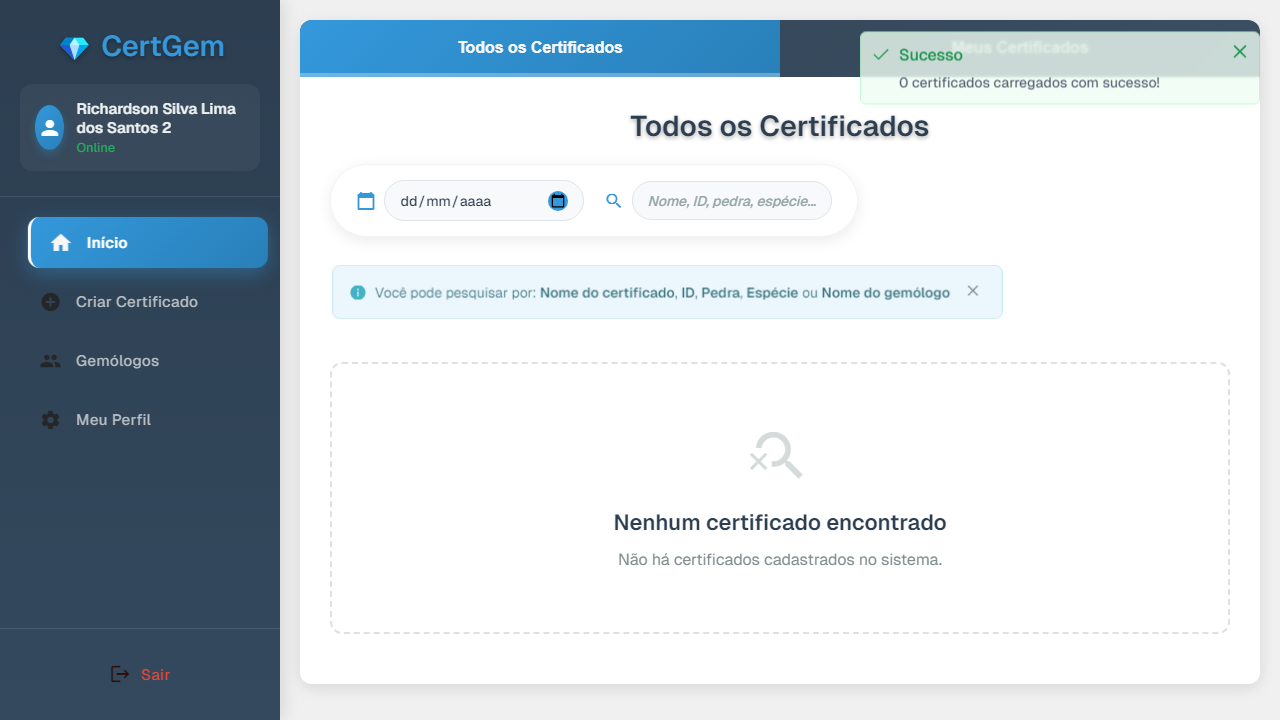 CertGem
Richardson Silva Lima
dos Santos 2
Online
Início
Criar Certificado
Gemólogos
Meu Perfil
Sair
Todos os Certificados
Meus Certificados
Sucesso
0 certificados carregados com sucesso!
Todos os Certificados
dd/mm/aaaa
Nome, ID, pedra, espécie...
Você pode pesquisar por: Nome do certificado, ID, Pedra, Espécie ou Nome do gemólogo
Nenhum certificado encontrado
Não há certificados cadastrados no sistema.